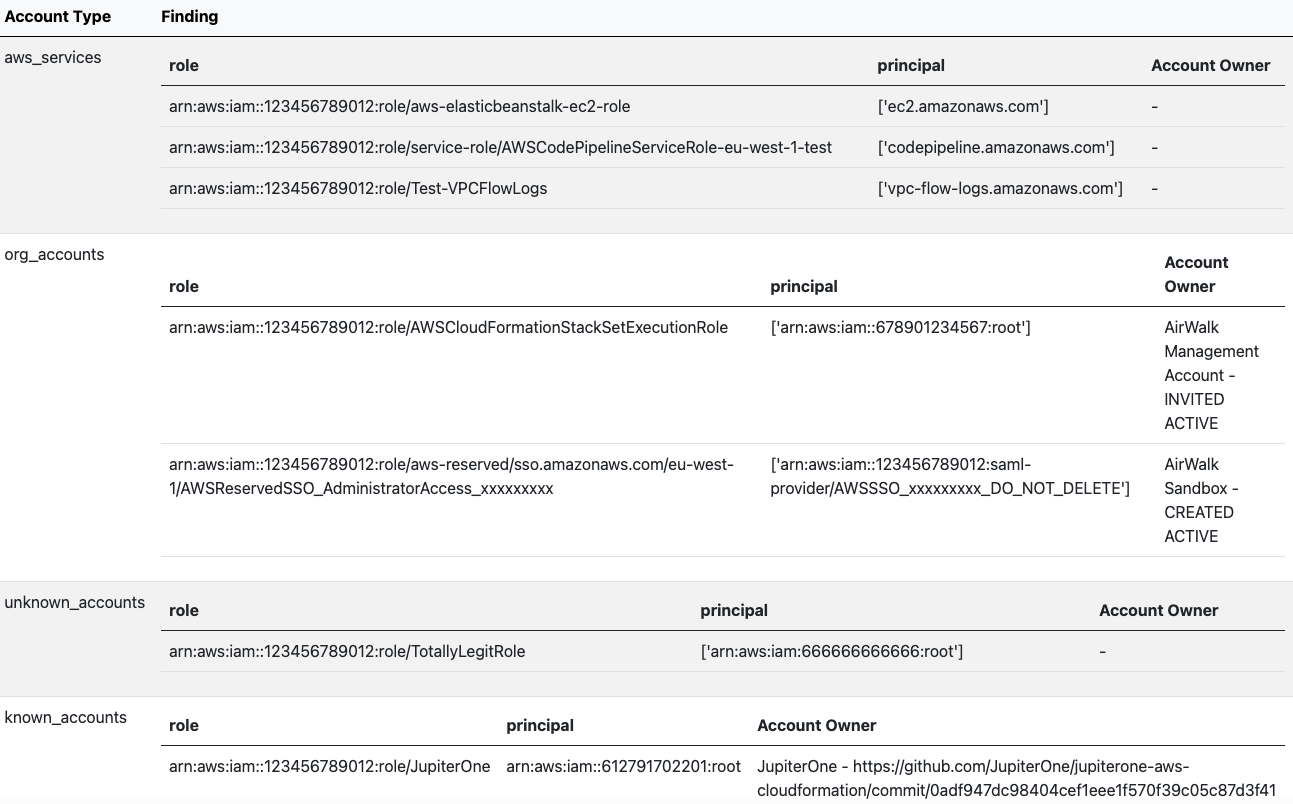 Account Type Finding
aws_services
role principal Account Owner
arn:aws:iam::123456789012:role/aws-elasticbeanstalk-ec2-role ['ec2.amazonaws.com'] -
arn:aws:iam::123456789012:role/service-role/AWSCodePipelineServiceRole-eu-west-1-test ['codepipeline.amazonaws.com'] -
arn:aws:iam::123456789012:role/Test-VPCFlowLogs ['vpc-flow-logs.amazonaws.com'] -
org_accounts
role principal Account
Owner
arn:aws:iam::123456789012:role/AWSCloudFormationStackSetExecutionRole ['arn:aws:iam::678901234567:root'] AirWalk
Management
Account -
INVITED
ACTIVE
arn:aws:iam::123456789012:role/aws-reserved/sso.amazonaws.com/eu-west- ['arn:aws:iam::123456789012:saml- AirWalk
1/AWSReservedSSO_AdministratorAccess_xxxxxxxxx provider/AWSSSO_xxxxxxxxx_DO_NOT_DELETE'] Sandbox -
CREATED
ACTIVE
unknown_accounts
role principal Account Owner
arn:aws:iam::123456789012:role/TotallyLegitRole ['arn:aws:iam:666666666666:root'] -
known_accounts
role principal Account Owner
arn:aws:iam::123456789012:role/JupiterOne arn:aws:iam::612791702201:root JupiterOne - https://github.com/JupiterOne/jupiterone-aws-
cloudformation/commit/0adf947dc98404cef1eee1f570f39c05c87d3f41